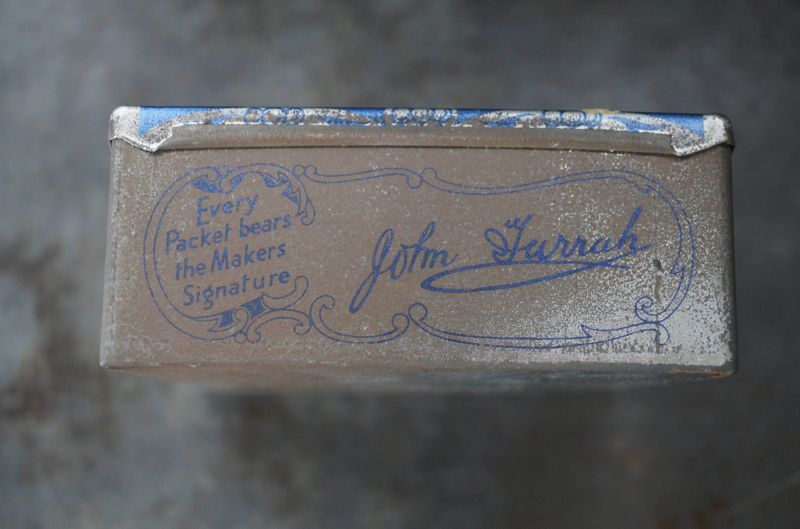 Every
Packet bears
the Makers
Signature
John Farrah